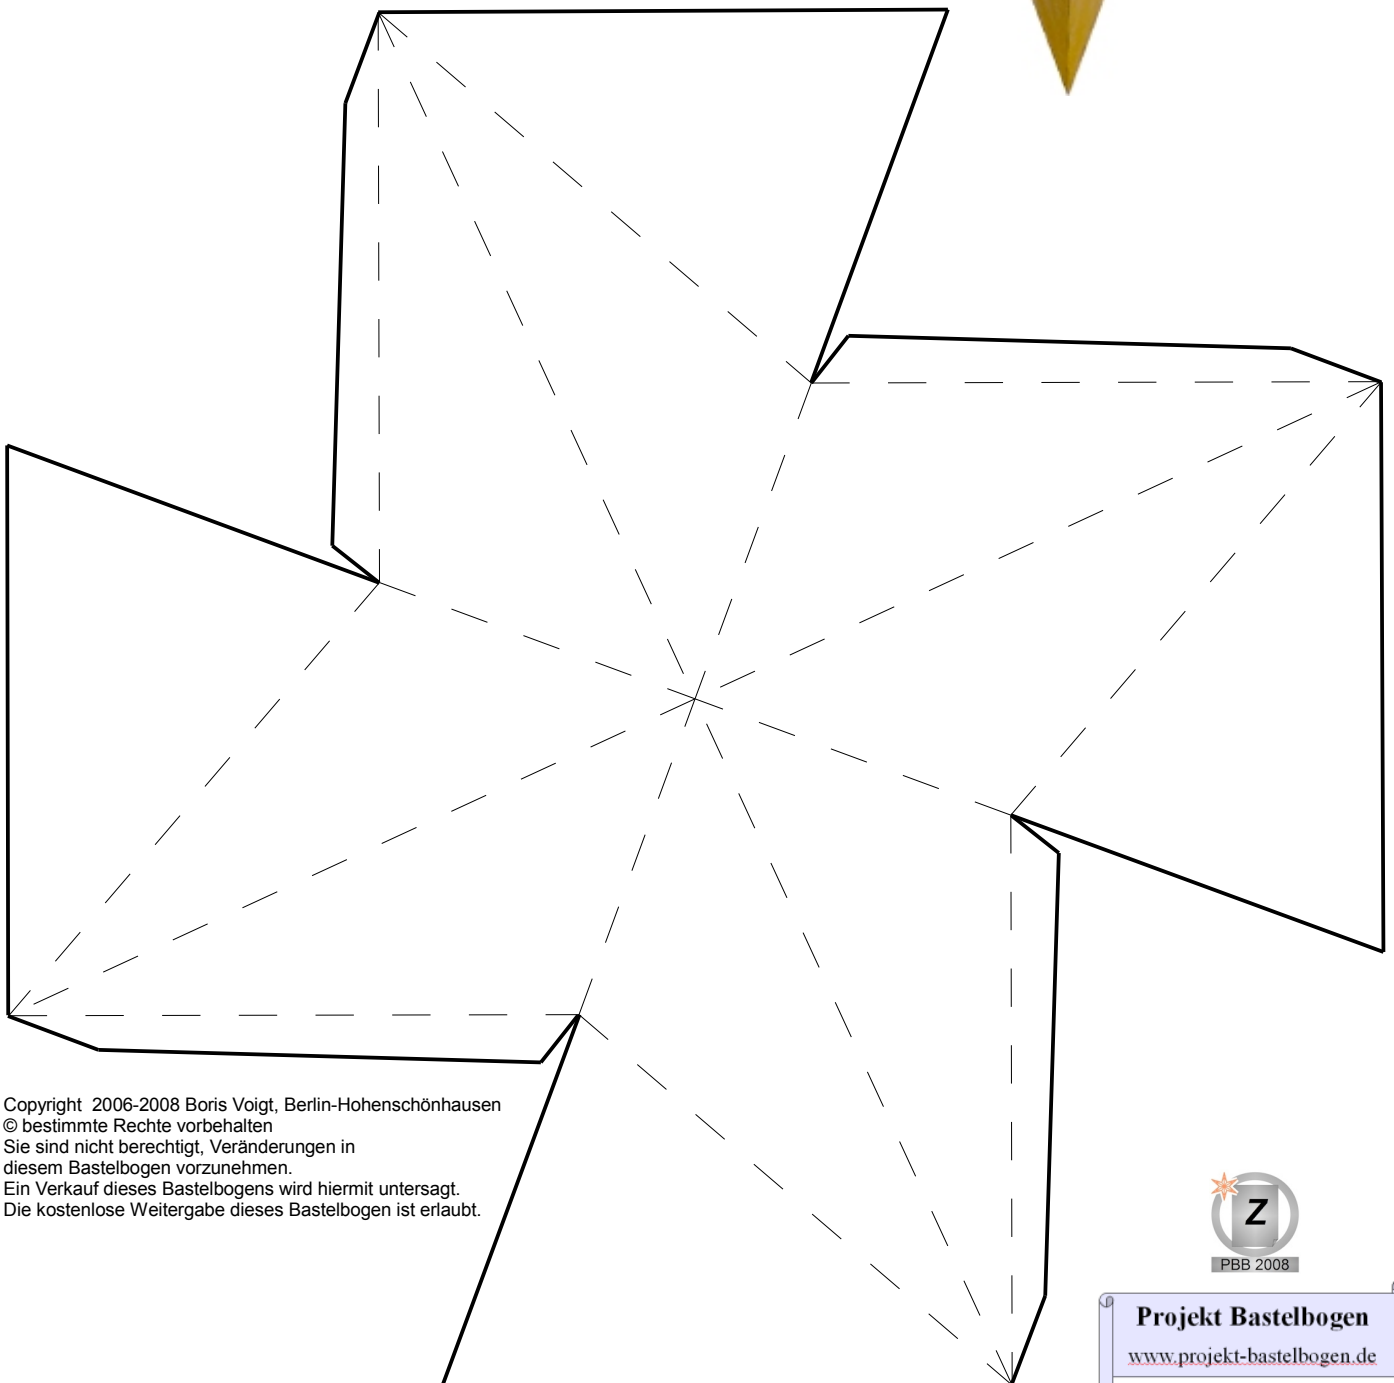 Copyright  2006-2008 Boris Voigt, Berlin-Hohenschönhausen
© bestimmte Rechte vorbehalten
Sie sind nicht berechtigt, Veränderungen in
diesem Bastelbogen vorzunehmen.
Ein Verkauf dieses Bastelbogens wird hiermit untersagt.
Die kostenlose Weitergabe dieses Bastelbogen ist erlaubt.
Z
PBB 2008
Projekt Bastelbogen
www.projekt-bastelbogen.de